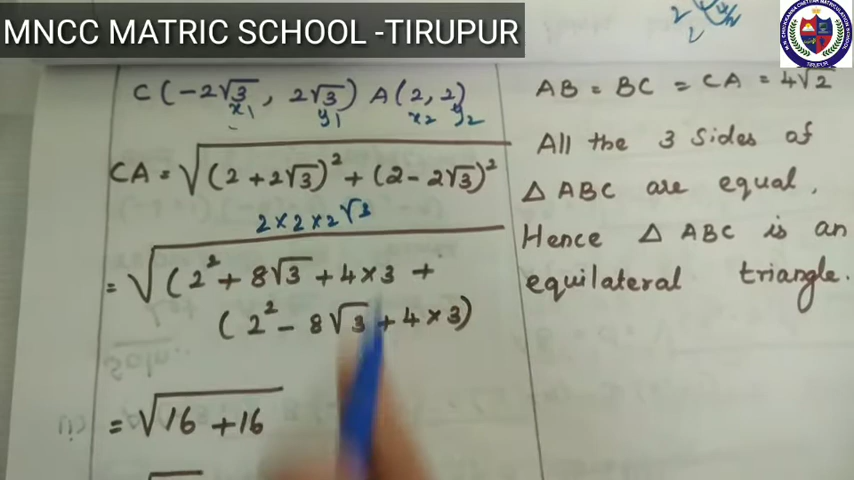 MNCC MATRIC SCHOOL -TIRUPUR
C (-2√3, 2√3) A (2, 2)
x₁ y₁ x₂ y₂
CA = √(2 + 2√3)² + (2 - 2√3)²
2 × 2 × 2√3
= √(2² + 8√3 + 4 × 3 +
(2² - 8√3 + 4 × 3)
= √16 + 16
AB = BC = CA = 4√2
All the 3 sides of
△ ABC are equal.
Hence △ ABC is an
equilateral triangle.